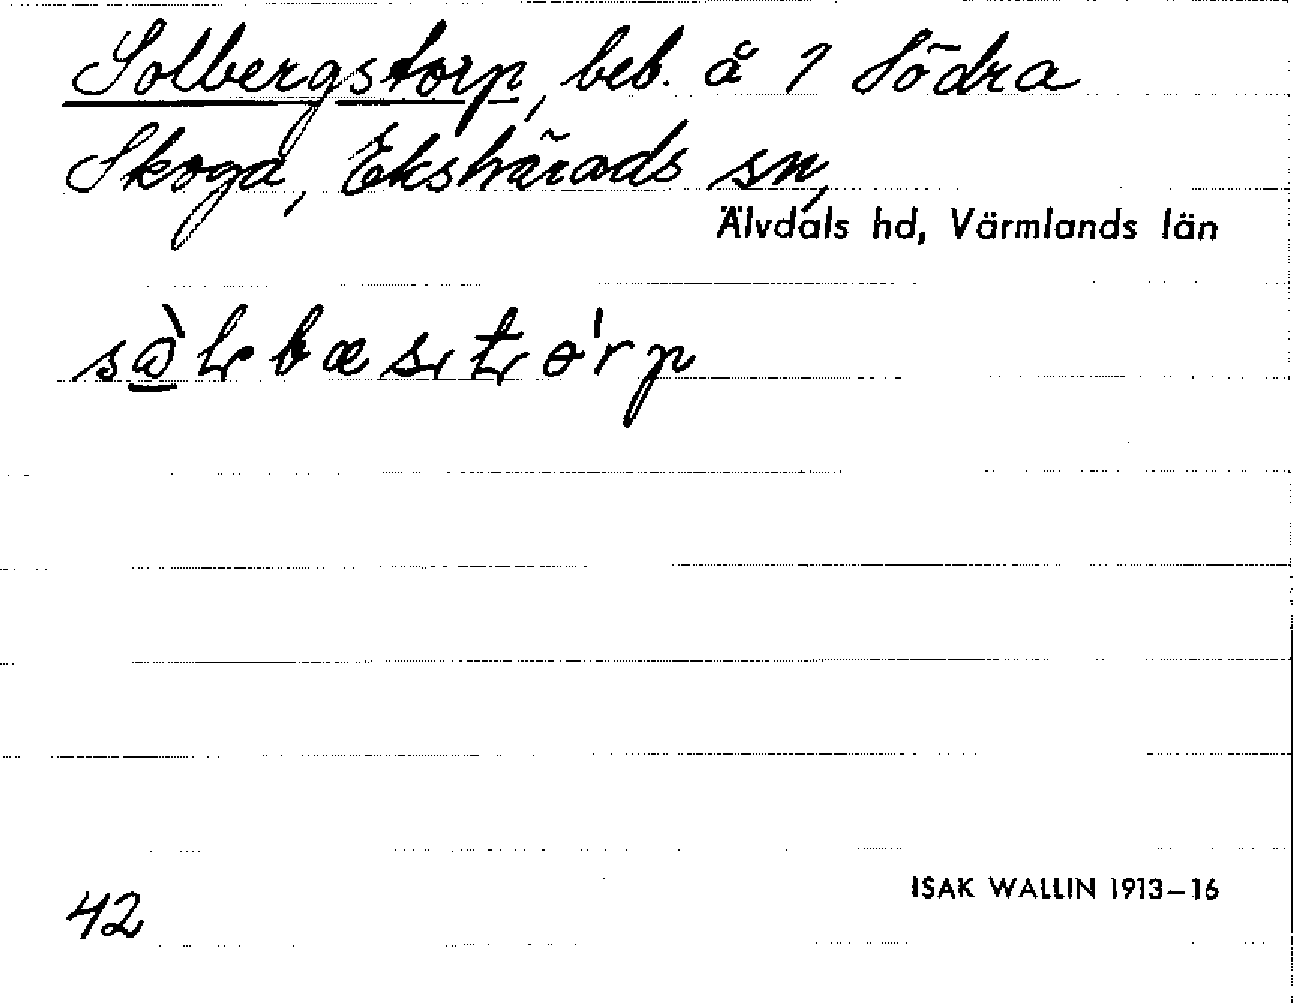 Solbergstorp, beb. å 1 Södra
Skoga, Ekshärads sn,
Älvdals hd, Värmlands län
ISAK WALLIN 1913–16
42